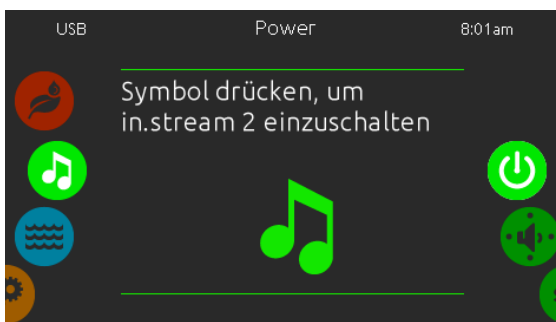 USB
Power
8:01am
Symbol drücken, um
in.stream 2 einzuschalten